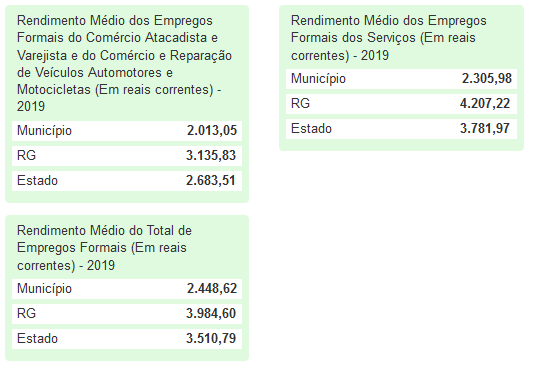 Rendimento Médio dos Empregos
Formais do Comércio Atacadista e
Varejista e do Comércio e Reparação
de Veículos Automotores e
Motocicletas (Em reais correntes) -
2019
Município 2.013,05
RG 3.135,83
Estado 2.683,51
Rendimento Médio dos Empregos
Formais dos Serviços (Em reais
correntes) - 2019
Município 2.305,98
RG 4.207,22
Estado 3.781,97
Rendimento Médio do Total de
Empregos Formais (Em reais
correntes) - 2019
Município 2.448,62
RG 3.984,60
Estado 3.510,79